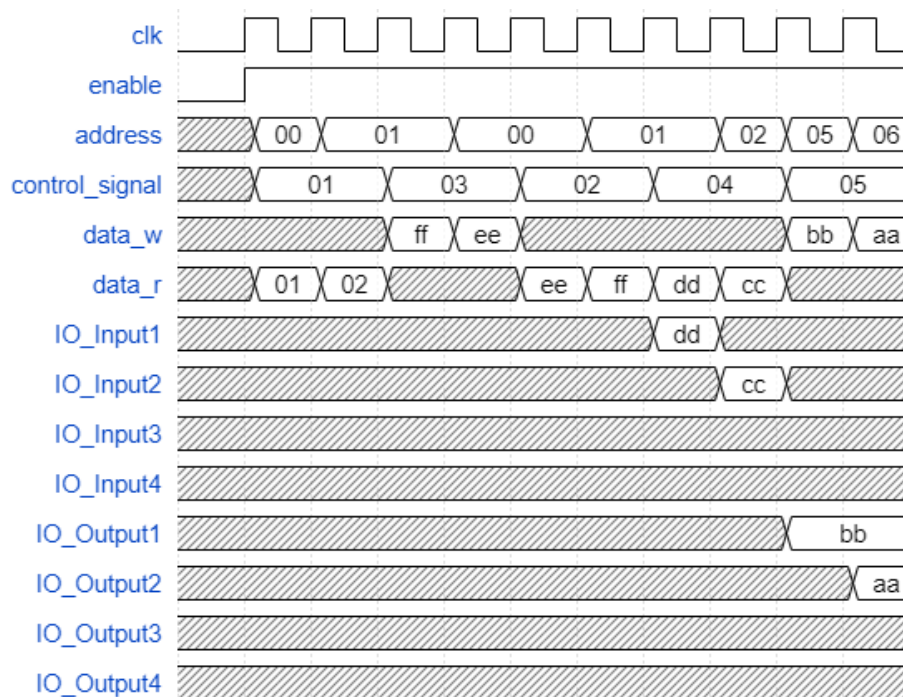 clk
enable
address 00 01 00 01 02 05 06
control_signal 01 03 02 04 05
data_w ff ee bb aa
data_r 01 02 ee ff dd cc
IO_Input1 dd
IO_Input2 cc
IO_Input3
IO_Input4
IO_Output1 bb
IO_Output2 aa
IO_Output3
IO_Output4